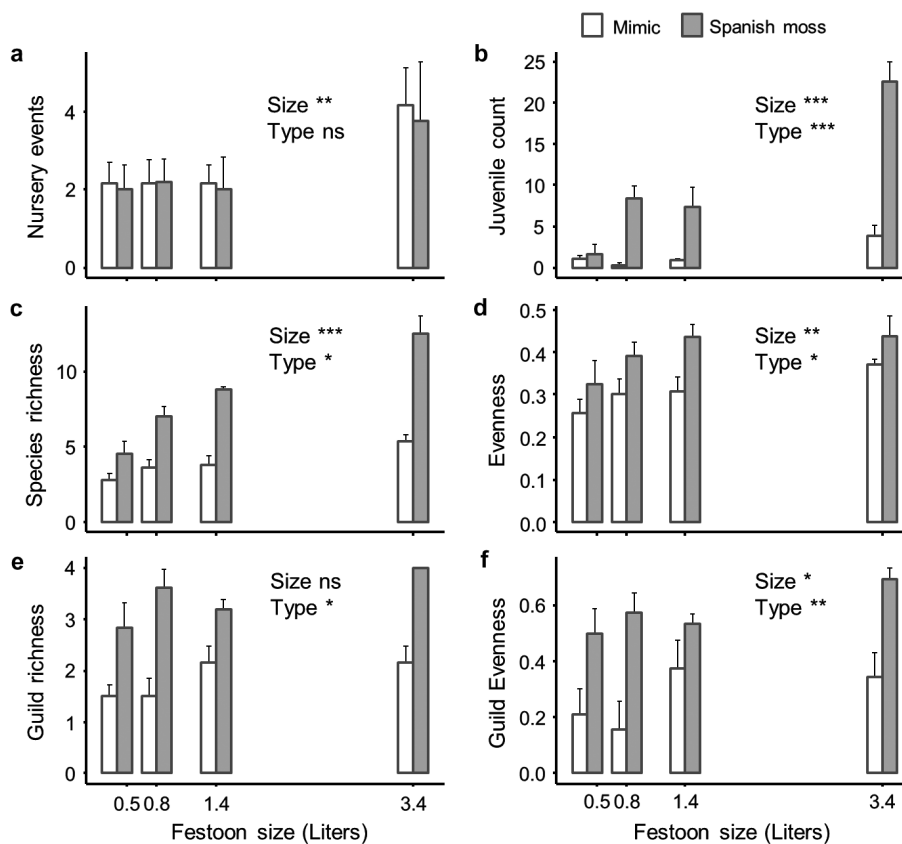 Mimic Spanish moss
a
Nursery events
4
2
0
Size **
Type ns
b
Juvenile count
25
20
15
10
5
0
Size ***
Type ***
c
Species richness
10
5
0
Size ***
Type *
d
Evenness
0.5
0.4
0.3
0.2
0.1
0.0
Size **
Type *
e
Guild richness
4
3
2
1
0
Size ns
Type *
0.5 0.8 1.4 3.4
Festoon size (Liters)
f
Guild Evenness
0.6
0.4
0.2
0.0
Size *
Type **
0.5 0.8 1.4 3.4
Festoon size (Liters)